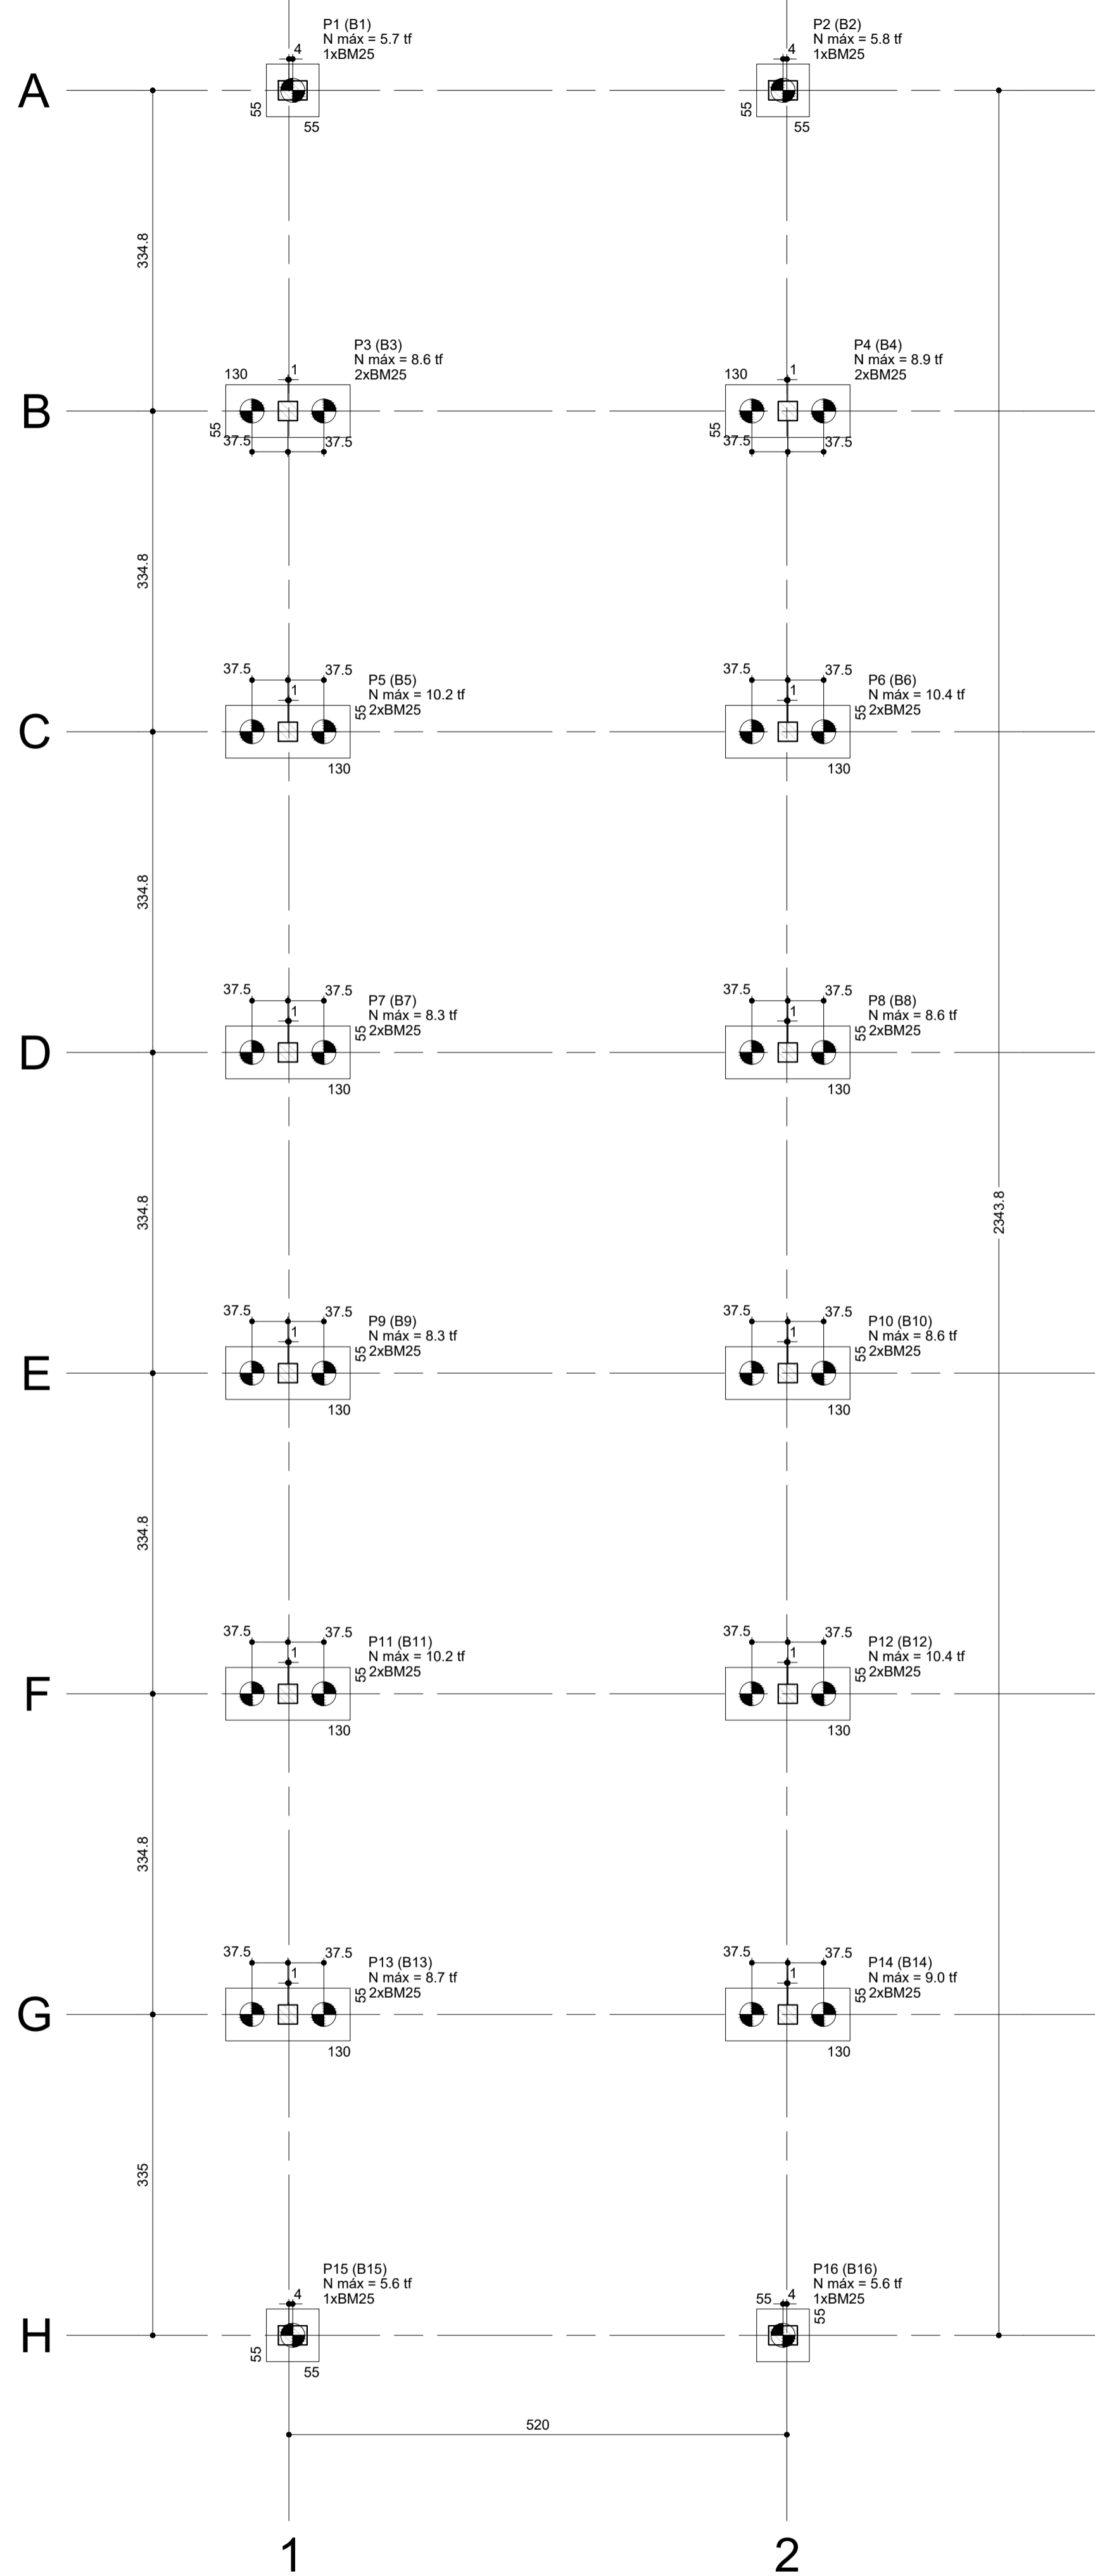 P1 (B1)
N máx = 5.7 tf
1xBM25
4
55
55
P2 (B2)
N máx = 5.8 tf
1xBM25
4
55
55
A
334.8
P3 (B3)
N máx = 8.6 tf
2xBM25
130
1
55
37.5
37.5
P4 (B4)
N máx = 8.9 tf
2xBM25
130
1
55
37.5
37.5
B
334.8
37.5
37.5
P5 (B5)
N máx = 10.2 tf
2xBM25
1
55
130
37.5
37.5
P6 (B6)
N máx = 10.4 tf
2xBM25
1
55
130
C
334.8
37.5
37.5
P7 (B7)
N máx = 8.3 tf
2xBM25
1
55
130
37.5
37.5
P8 (B8)
N máx = 8.6 tf
2xBM25
1
55
130
D
334.8
2343.8
37.5
37.5
P9 (B9)
N máx = 8.3 tf
2xBM25
1
55
130
37.5
37.5
P10 (B10)
N máx = 8.6 tf
2xBM25
1
55
130
E
334.8
37.5
37.5
P11 (B11)
N máx = 10.2 tf
2xBM25
1
55
130
37.5
37.5
P12 (B12)
N máx = 10.4 tf
2xBM25
1
55
130
F
334.8
37.5
37.5
P13 (B13)
N máx = 8.7 tf
2xBM25
1
55
130
37.5
37.5
P14 (B14)
N máx = 9.0 tf
2xBM25
1
55
130
G
335
P15 (B15)
N máx = 5.6 tf
1xBM25
4
55
55
P16 (B16)
N máx = 5.6 tf
1xBM25
55
4
55
H
520
1
2